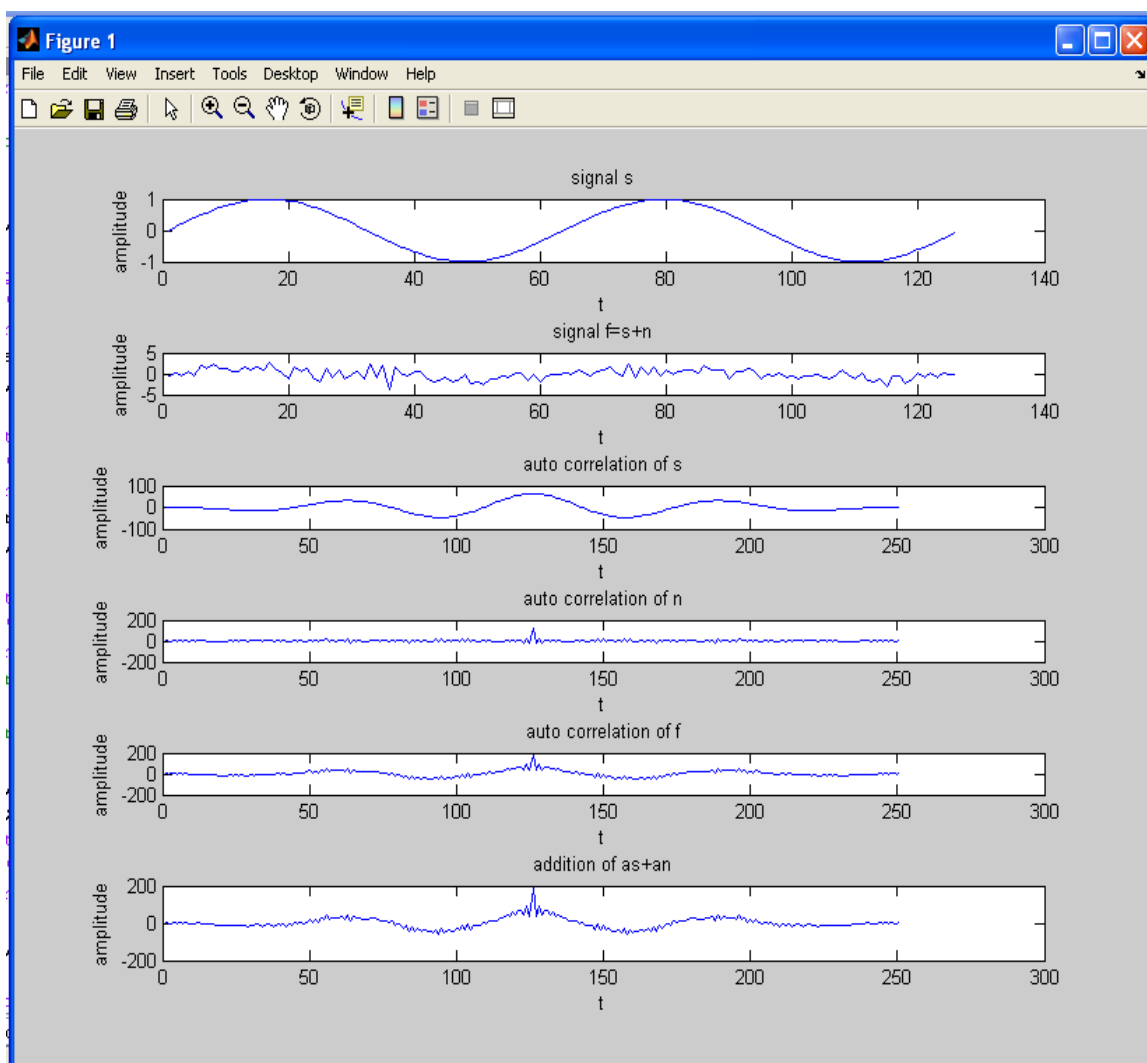 Figure 1
File Edit View Insert Tools Desktop Window Help
signal s
amplitude
1
0
-1
0 20 40 60 80 100 120 140
t
signal f=s+n
amplitude
5
0
-5
0 20 40 60 80 100 120 140
t
auto correlation of s
amplitude
100
0
-100
0 50 100 150 200 250 300
t
auto correlation of n
amplitude
200
0
-200
0 50 100 150 200 250 300
t
auto correlation of f
amplitude
200
0
-200
0 50 100 150 200 250 300
t
addition of as+an
amplitude
200
0
-200
0 50 100 150 200 250 300
t